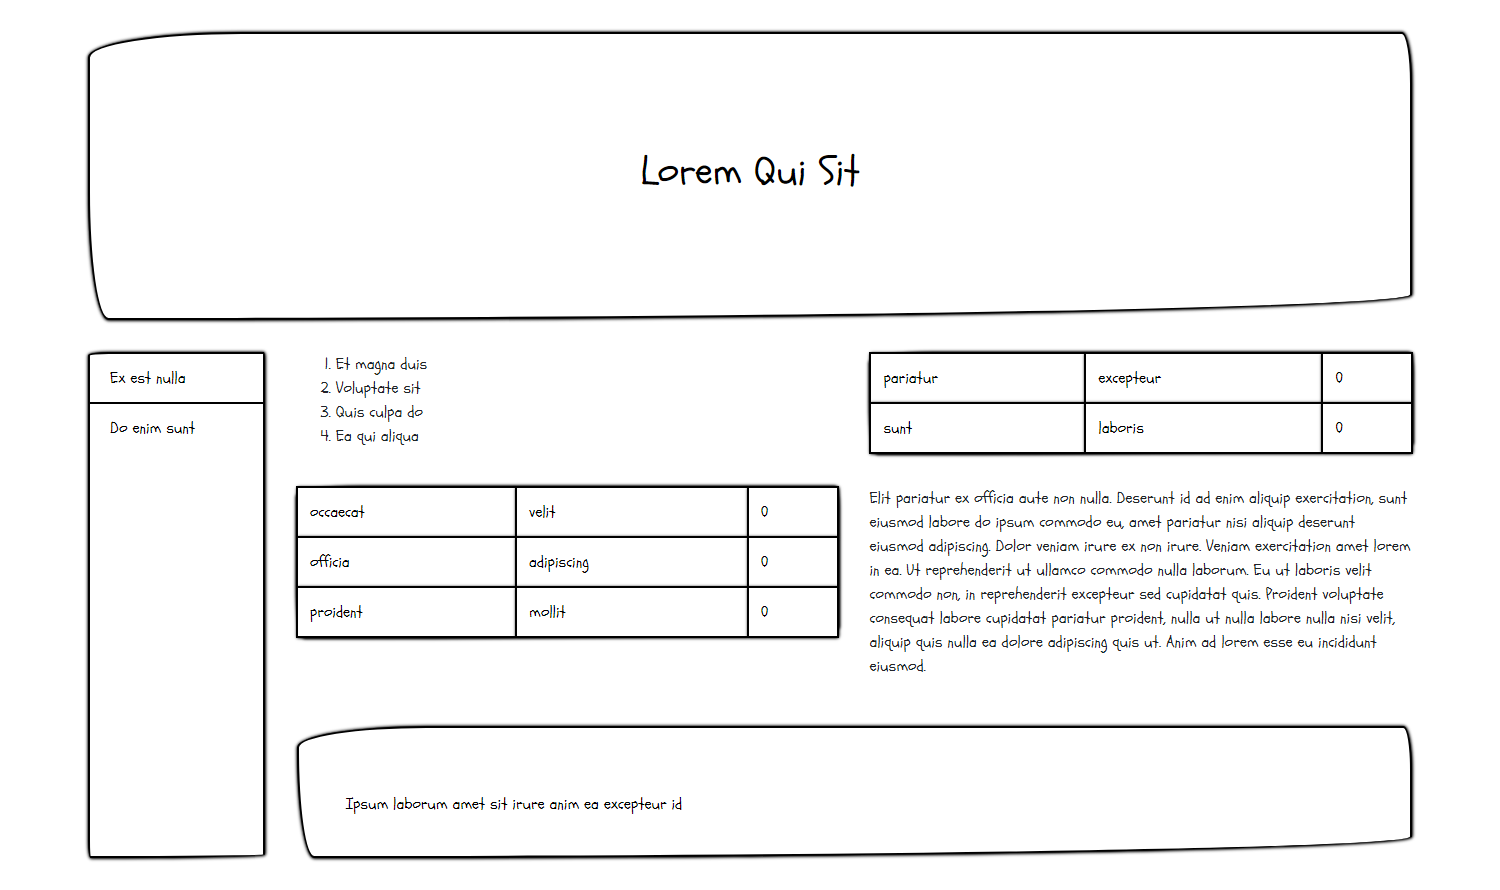 Lorem Qui Sit
Ex est nulla
Do enim sunt
1. Et magna duis
2. Voluptate sit
3. Quis culpa do
4. Ea qui aliqua
occaecat velit 0
officia adipiscing 0
proident mollit 0
pariatur excepteur 0
sunt laboris 0
Elit pariatur ex officia aute non nulla. Deserunt id ad enim aliquip exercitation, sunt
eiusmod labore do ipsum commodo eu, amet pariatur nisi aliquip deserunt
eiusmod adipiscing. Dolor veniam irure ex non irure. Veniam exercitation amet lorem
in ea. Ut reprehenderit ut ullamco commodo nulla laborum. Eu ut laboris velit
commodo non, in reprehenderit excepteur sed cupidatat quis. Proident voluptate
consequat labore cupidatat pariatur proident, nulla ut nulla labore nulla nisi velit,
aliquip quis nulla ea dolore adipiscing quis ut. Anim ad lorem esse eu incididunt
eiusmod.
Ipsum laborum amet sit irure anim ea excepteur id